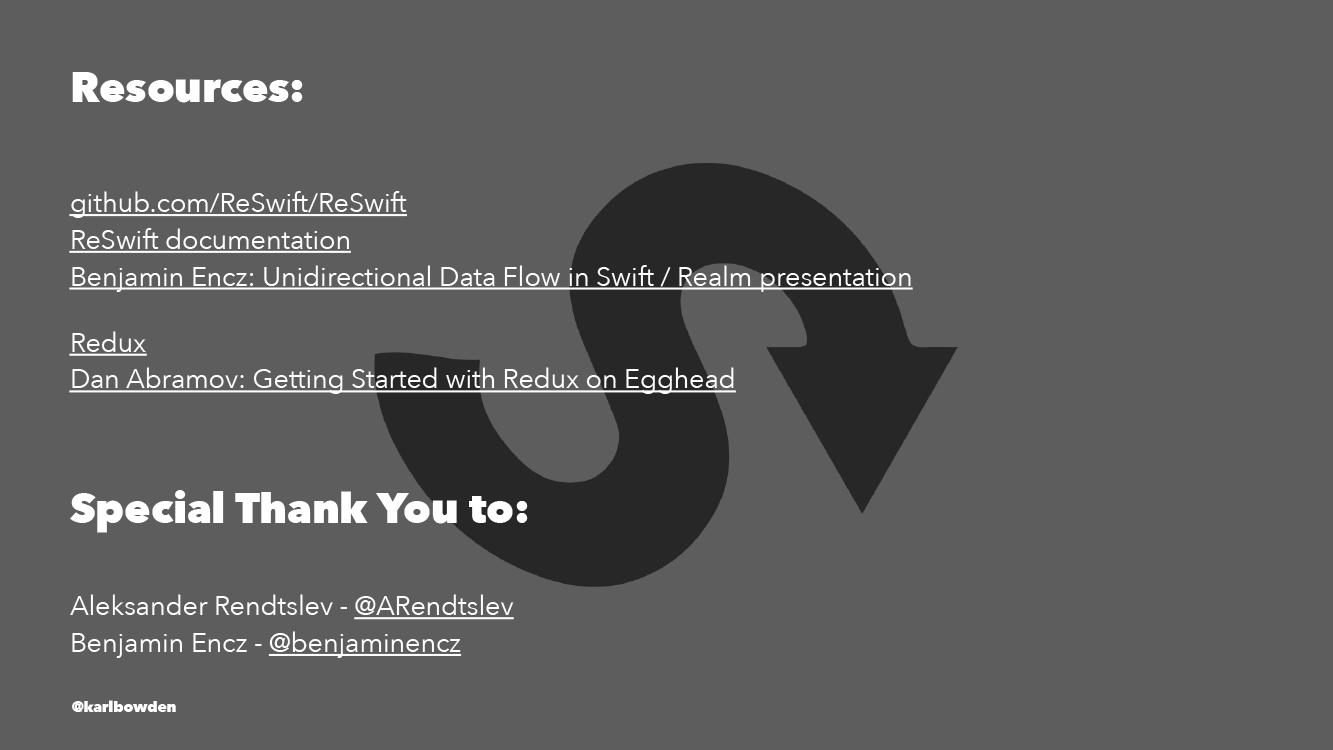 Resources:
github.com/ReSwift/ReSwift
ReSwift documentation
Benjamin Encz: Unidirectional Data Flow in Swift / Realm presentation
Redux
Dan Abramov: Getting Started with Redux on Egghead
Special Thank You to:
Aleksander Rendtslev - @ARendtslev
Benjamin Encz - @benjaminencz
@karlbowden